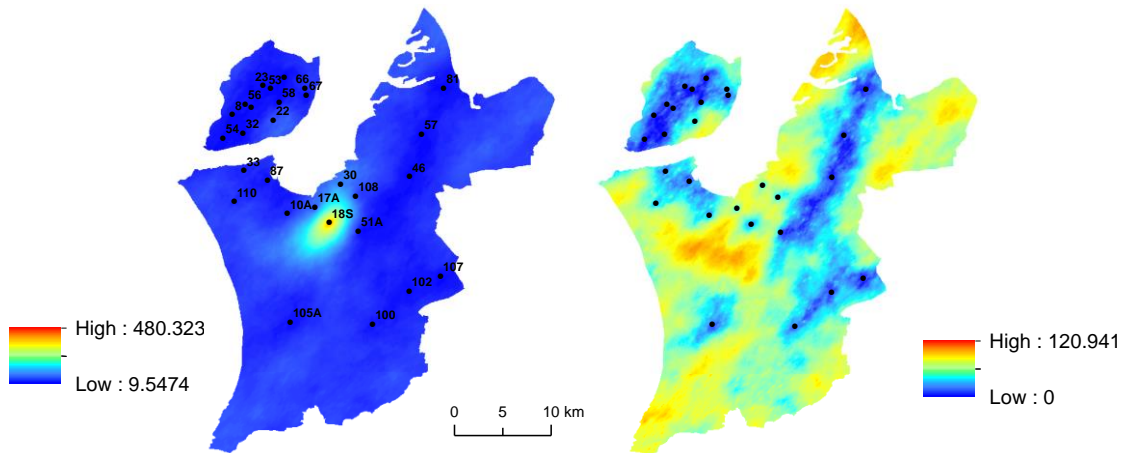 23
53
66
67
81
8
56
58
54
32
22
57
33
87
30
46
110
108
10A
17A
18S
51A
107
102
105A
100
High : 480.323
Low : 9.5474
0 5 10 km
High : 120.941
Low : 0